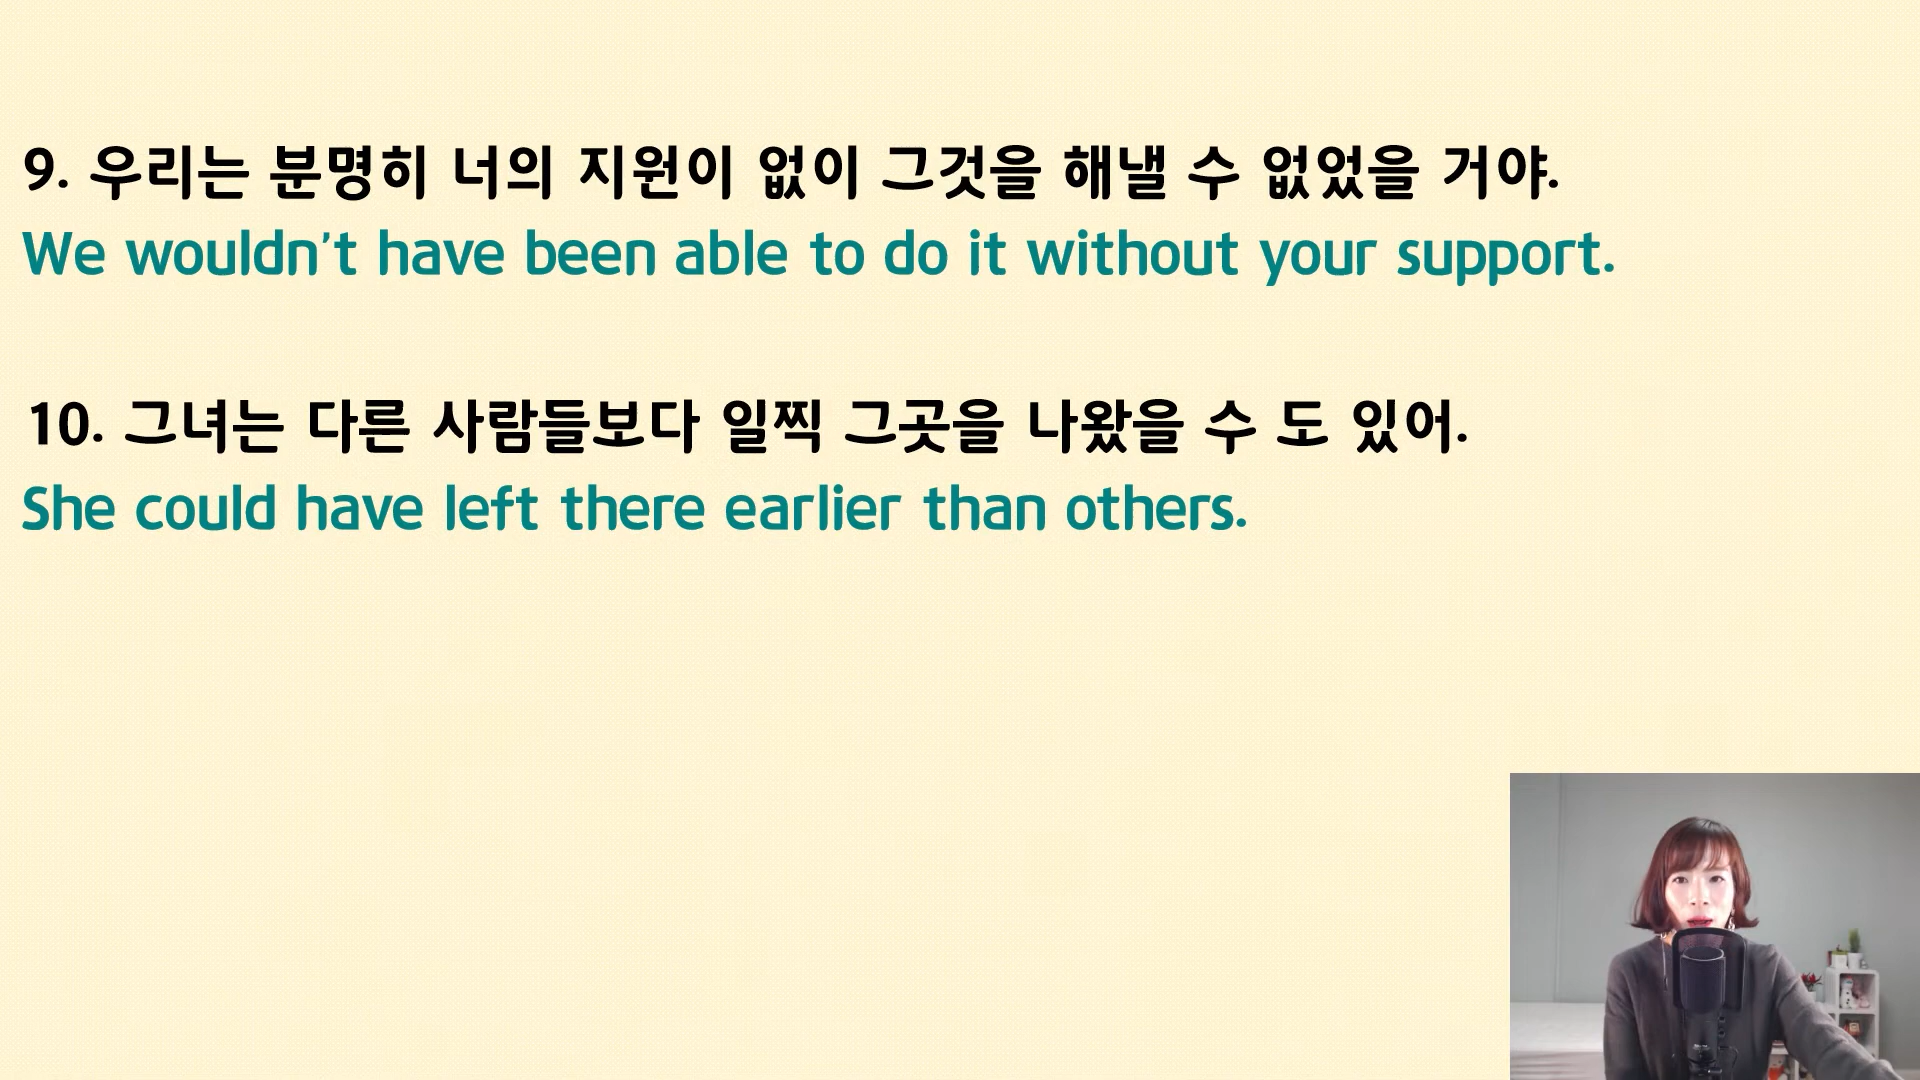 9. 우리는 분명히 너의 지원이 없이 그것을 해낼 수 없었을 거야.
We wouldn't have been able to do it without your support.
10. 그녀는 다른 사람들보다 일찍 그곳을 나왔을 수 도 있어.
She could have left there earlier than others.